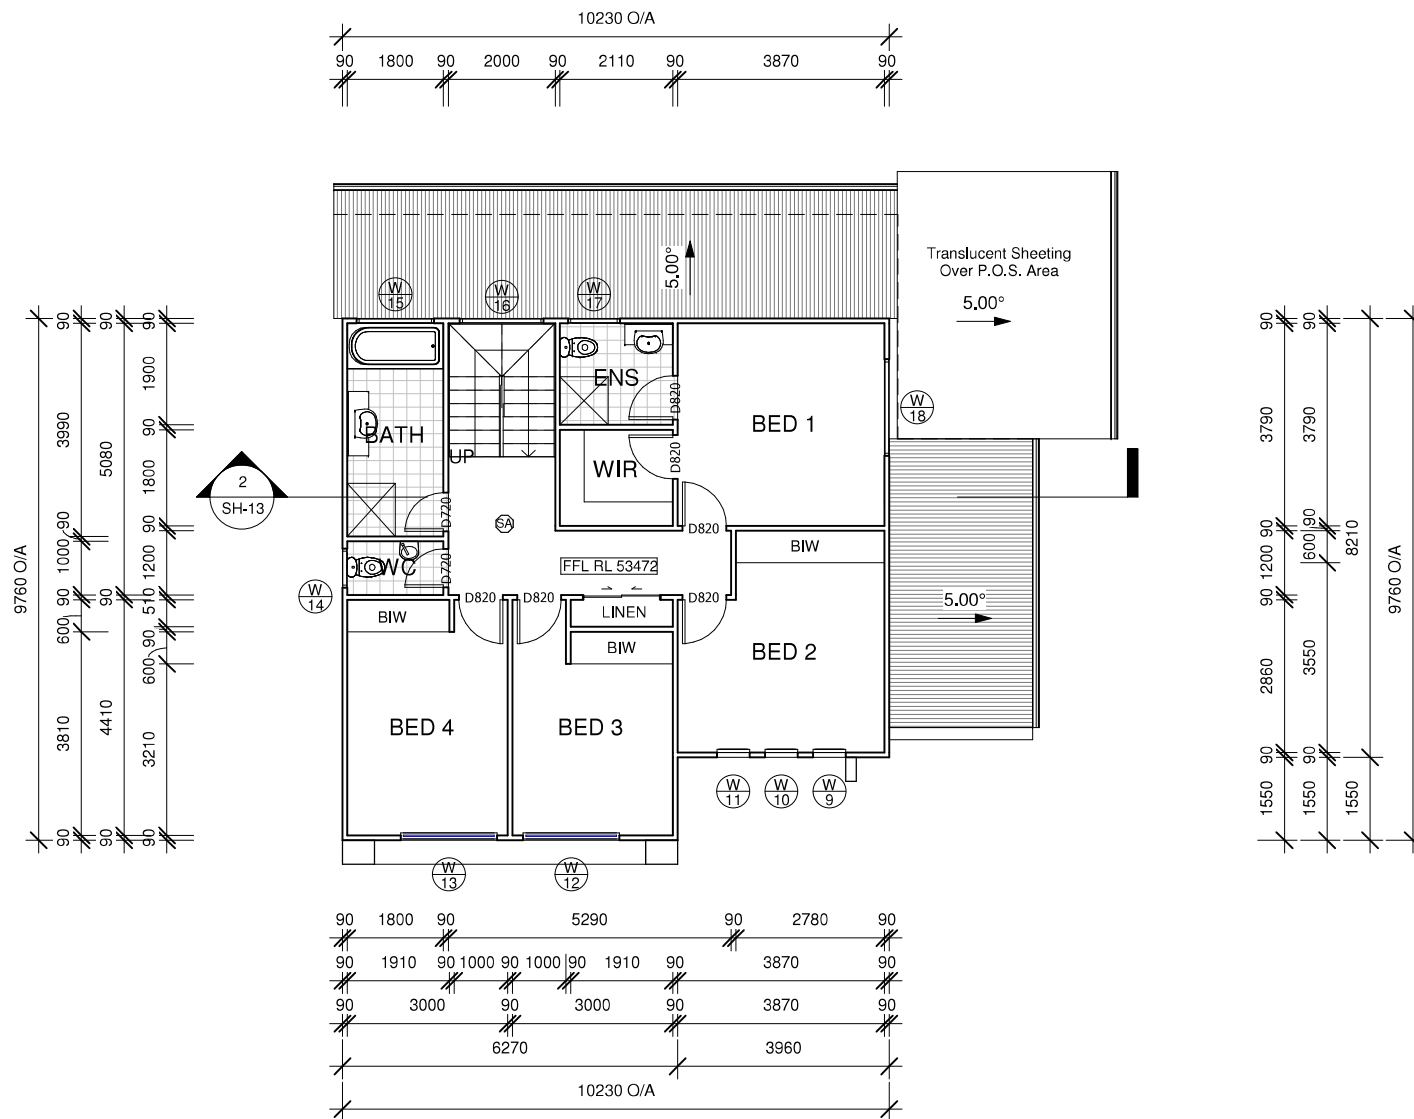 10230 O/A
90 1800 90 2000 90 2110 90 3870 90
Translucent Sheeting
Over P.O.S. Area
5.00°
5.00°
W
15
W
16
W
17
W
18
ENS
D820
BED 1
BATH
UP
WIR
D820
2
SH-13
D720
SA
D820
BIW
WC
D720
FFL RL 53472
W
14
BIW
D820
D820
LINEN
D820
BIW
5.00°
BED 2
BED 4
BED 3
W
11
W
10
W
9
W
13
W
12
9760 O/A
90 3990 90 1000 90 600 3810 90
90 5080 90 4410 90
90 1900 90 1800 90 1200 510 90 600 3210 90
90 3790 90 1200 90 2860 90 1550
90 3790 90 600 3550 90 1550
8210 1550
9760 O/A
90 1800 90 5290 90 2780 90
90 1910 90 1000 90 1000 90 1910 90 3870 90
90 3000 90 3000 90 3870 90
6270 3960
10230 O/A